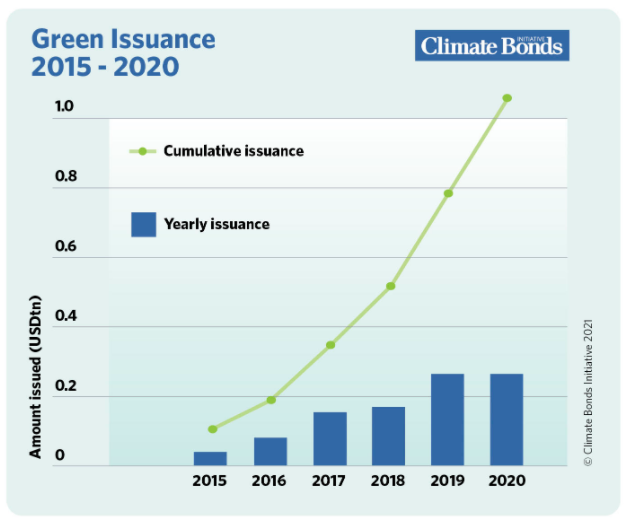 Green Issuance
2015 - 2020
Climate Bonds
INITIATIVE
1.0
Cumulative issuance
0.8
Yearly issuance
0.6
0.4
0.2
0
Amount issued (USDtn)
2015 2016 2017 2018 2019 2020
© Climate Bonds Initiative 2021